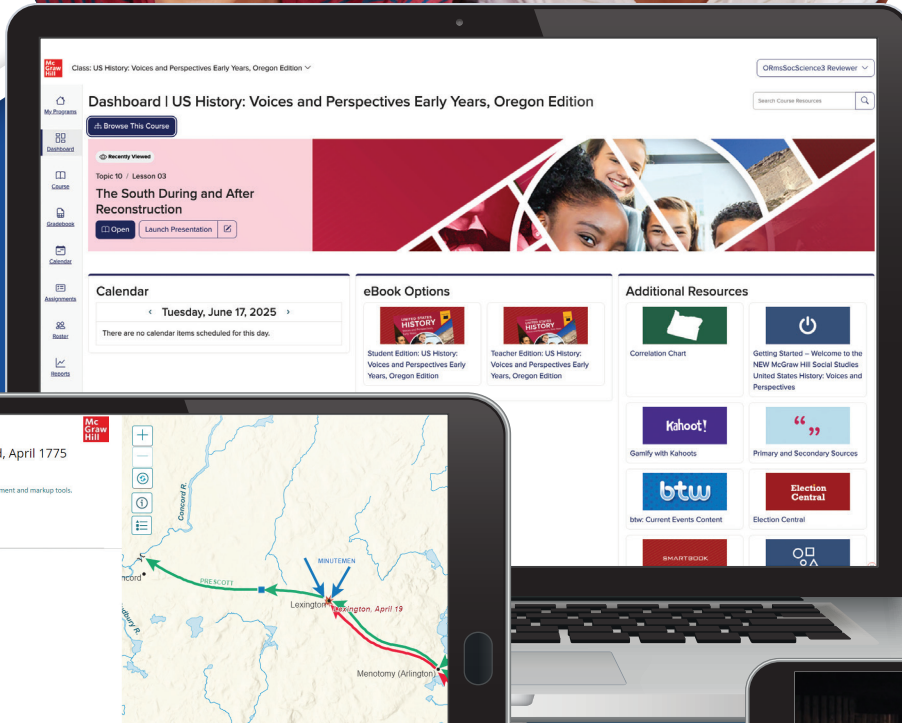 Mc
Graw
Hill
Class: US History: Voices and Perspectives Early Years, Oregon Edition
ORmsSocScience3 Reviewer
My Programs
Dashboard
Course
Gradebook
Calendar
Assignments
Roster
Reports
Dashboard | US History: Voices and Perspectives Early Years, Oregon Edition
Search Course Resources
Browse This Course
Recently Viewed
Topic 10 / Lesson 03
The South During and After
Reconstruction
Open
Launch Presentation
Calendar
‹ Tuesday, June 17, 2025 ›
There are no calendar items scheduled for this day.
eBook Options
UNITED STATES
HISTORY
Student Edition: US History:
Voices and Perspectives Early
Years, Oregon Edition
UNITED STATES
HISTORY
Teacher Edition: US History:
Voices and Perspectives Early
Years, Oregon Edition
Additional Resources
Correlation Chart
Getting Started – Welcome to the
NEW McGraw Hill Social Studies
United States History: Voices and
Perspectives
Kahoot!
Gamify with Kahoots
“ ”
Primary and Secondary Sources
btw
btw: Current Events Content
Election
Central
Election Central
SMARTBOOK
Mc
Graw
Hill
, April 1775
ment and markup tools.
Concord R.
PRESCOTT
MINUTEMEN
Lexington
Lexington, April 19
Menotomy (Arlington)